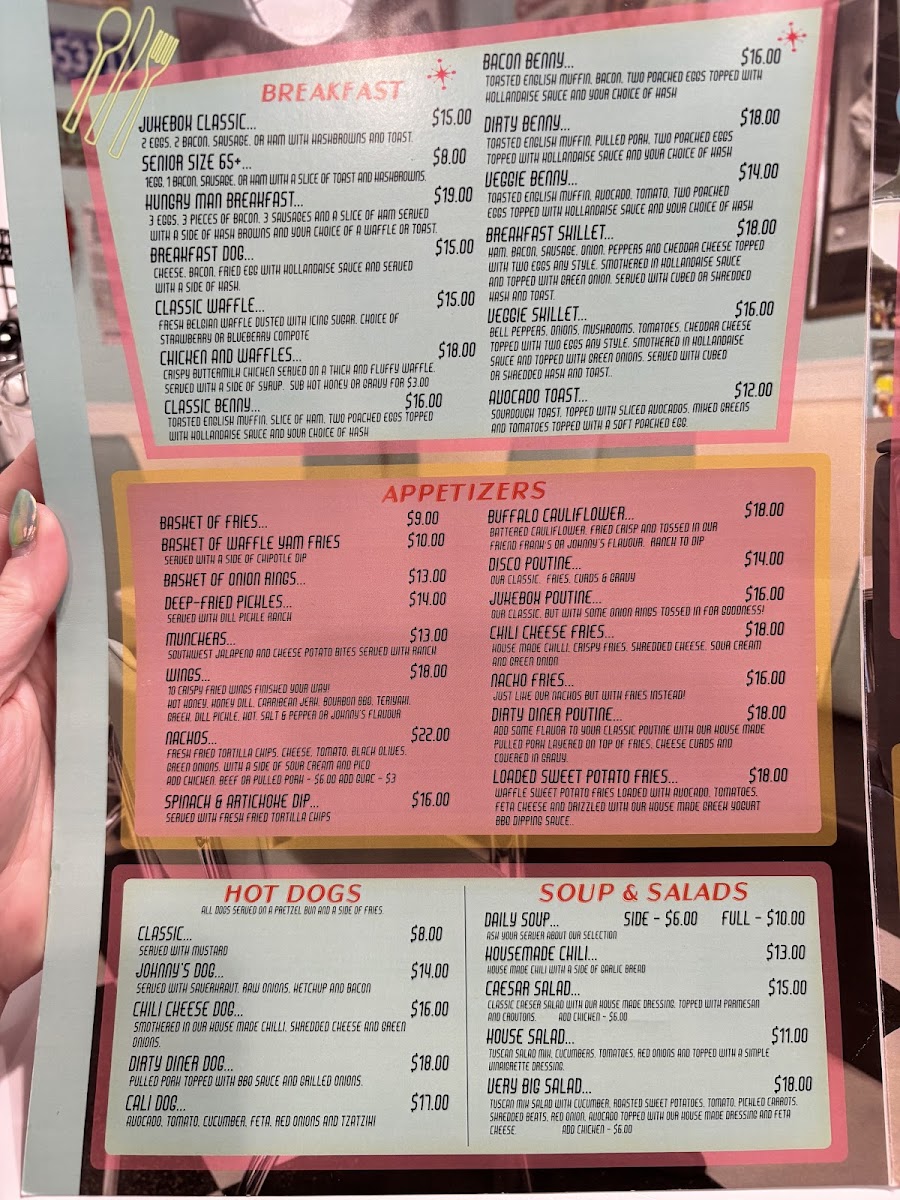 BREAKFAST
JUKEBOX CLASSIC... $15.00
2 EGGS, 2 BACON, SAUSAGE, OR HAM WITH HASHBROWNS AND TOAST.
SENIOR SIZE 65+... $8.00
1EGG, 1 BACON, SAUSAGE, OR HAM WITH A SLICE OF TOAST AND HASHBROWNS.
HUNGRY MAN BREAKFAST... $19.00
3 EGGS, 3 PIECES OF BACON, 3 SAUSAGES AND A SLICE OF HAM SERVED
WITH A SIDE OF HASH BROWNS AND YOUR CHOICE OF A WAFFLE OR TOAST.
BREAKFAST DOG... $15.00
CHEESE, BACON, FRIED EGG WITH HOLLANDAISE SAUCE AND SERVED
WITH A SIDE OF HASH.
CLASSIC WAFFLE... $15.00
FRESH BELGIAN WAFFLE DUSTED WITH ICING SUGAR, CHOICE OF
STRAWBERRY OR BLUEBERRY COMPOTE
CHICKEN AND WAFFLES... $18.00
CRISPY BUTTERMILK CHICKEN SERVED ON A THICK AND FLUFFY WAFFLE.
SERVED WITH A SIDE OF SYRUP. SUB HOT HONEY OR GRAVY FOR $3.00
CLASSIC BENNY... $16.00
TOASTED ENGLISH MUFFIN, SLICE OF HAM, TWO POACHED EGGS TOPPED
WITH HOLLANDAISE SAUCE AND YOUR CHOICE OF HASH
BACON BENNY... $16.00
TOASTED ENGLISH MUFFIN, BACON, TWO POACHED EGGS TOPPED WITH
HOLLANDAISE SAUCE AND YOUR CHOICE OF HASH
DIRTY BENNY... $18.00
TOASTED ENGLISH MUFFIN, PULLED PORK, TWO POACHED EGGS
TOPPED WITH HOLLANDAISE SAUCE AND YOUR CHOICE OF HASH
VEGGIE BENNY... $14.00
TOASTED ENGLISH MUFFIN, AVOCADO, TOMATO, TWO POACHED
EGGS TOPPED WITH HOLLANDAISE SAUCE AND YOUR CHOICE OF HASH
BREAKFAST SKILLET... $18.00
HAM, BACON, SAUSAGE, ONION, PEPPERS AND CHEDDAR CHEESE TOPPED
WITH TWO EGGS ANY STYLE, SMOTHERED IN HOLLANDAISE SAUCE
AND TOPPED WITH GREEN ONION. SERVED WITH CUBED OR SHREDDED
HASH AND TOAST.
VEGGIE SKILLET... $16.00
BELL PEPPERS, ONIONS, MUSHROOMS, TOMATOES, CHEDDAR CHEESE
TOPPED WITH TWO EGGS ANY STYLE, SMOTHERED IN HOLLANDAISE
SAUCE AND TOPPED WITH GREEN ONIONS. SERVED WITH CUBED
OR SHREDDED HASH AND TOAST..
AVOCADO TOAST... $12.00
SOURDOUGH TOAST, TOPPED WITH SLICED AVOCADOS, MIXED GREENS
AND TOMATOES TOPPED WITH A SOFT POACHED EGG.
APPETIZERS
BASKET OF FRIES... $9.00
BASKET OF WAFFLE YAM FRIES $10.00
SERVED WITH A SIDE OF CHIPOTLE DIP
BASKET OF ONION RINGS... $13.00
DEEP-FRIED PICKLES... $14.00
SERVED WITH DILL PICKLE RANCH
MUNCHERS... $13.00
SOUTHWEST JALAPENO AND CHEESE POTATO BITES SERVED WITH RANCH
WINGS... $18.00
10 CRISPY FRIED WINGS FINISHED YOUR WAY!
HOT HONEY, HONEY DILL, CARRIBEAN JERK, BOURBON BBQ, TERIYAKI,
GREEK, DILL PICKLE, HOT, SALT & PEPPER OR JOHNNY'S FLAVOUR
NACHOS... $22.00
FRESH FRIED TORTILLA CHIPS, CHEESE, TOMATO, BLACK OLIVES,
GREEN ONIONS, WITH A SIDE OF SOUR CREAM AND PICO
ADD CHICKEN, BEEF OR PULLED PORK - $6.00 ADD GUAC - $3
SPINACH & ARTICHOKE DIP... $16.00
SERVED WITH FRESH FRIED TORTILLA CHIPS
BUFFALO CAULIFLOWER... $18.00
BATTERED CAULIFLOWER, FRIED CRISP AND TOSSED IN OUR
FRIEND FRANK'S OR JOHNNY'S FLAVOUR. RANCH TO DIP
DISCO POUTINE... $14.00
OUR CLASSIC. FRIES, CURDS & GRAVY
JUKEBOX POUTINE... $16.00
OUR CLASSIC, BUT WITH SOME ONION RINGS TOSSED IN FOR GOODNESS!
CHILI CHEESE FRIES... $18.00
HOUSE MADE CHILLI, CRISPY FRIES, SHREDDED CHEESE, SOUR CREAM
AND GREEN ONION
NACHO FRIES... $16.00
JUST LIKE OUR NACHOS BUT WITH FRIES INSTEAD!
DIRTY DINER POUTINE... $18.00
ADD SOME FLAVOR TO YOUR CLASSIC POUTINE WITH OUR HOUSE MADE
PULLED PORK LAYERED ON TOP OF FRIES, CHEESE CURDS AND
COVERED IN GRAVY.
LOADED SWEET POTATO FRIES... $18.00
WAFFLE SWEET POTATO FRIES LOADED WITH AVOCADO, TOMATOES,
FETA CHEESE AND DRIZZLED WITH OUR HOUSE MADE GREEK YOGURT
BBQ DIPPING SAUCE..
HOT DOGS
ALL DOGS SERVED ON A PRETZEL BUN AND A SIDE OF FRIES
CLASSIC... $8.00
SERVED WITH MUSTARD
JOHNNY'S DOG... $14.00
SERVED WITH SAUERKRAUT, RAW ONIONS, KETCHUP AND BACON
CHILI CHEESE DOG... $16.00
SMOTHERED IN OUR HOUSE MADE CHILLI, SHREDDED CHEESE AND GREEN
ONIONS.
DIRTY DINER DOG... $18.00
PULLED PORK TOPPED WITH BBQ SAUCE AND GRILLED ONIONS.
CALI DOG... $17.00
AVOCADO, TOMATO, CUCUMBER, FETA, RED ONIONS AND TZATZIKI
SOUP & SALADS
DAILY SOUP... SIDE - $6.00 FULL - $10.00
ASK YOUR SERVER ABOUT OUR SELECTION
HOUSEMADE CHILI... $13.00
HOUSE MADE CHILI WITH A SIDE OF GARLIC BREAD
CAESAR SALAD... $15.00
CLASSIC CAESER SALAD WITH OUR HOUSE MADE DRESSING, TOPPED WITH PARMESAN
AND CROUTONS. ADD CHICKEN - $6.00
HOUSE SALAD... $11.00
TUSCAN SALAD MIX, CUCUMBERS, TOMATOES, RED ONIONS AND TOPPED WITH A SIMPLE
VINAIGRETTE DRESSING.
VERY BIG SALAD... $18.00
TUSCAN MIX SALAD WITH CUCUMBER, ROASTED SWEET POTATOES, TOMATO, PICKLED CARROTS,
SHREDDED BEATS, RED ONION, AVOCADO TOPPED WITH OUR HOUSE MADE DRESSING AND FETA
CHEESE. ADD CHICKEN - $6.00